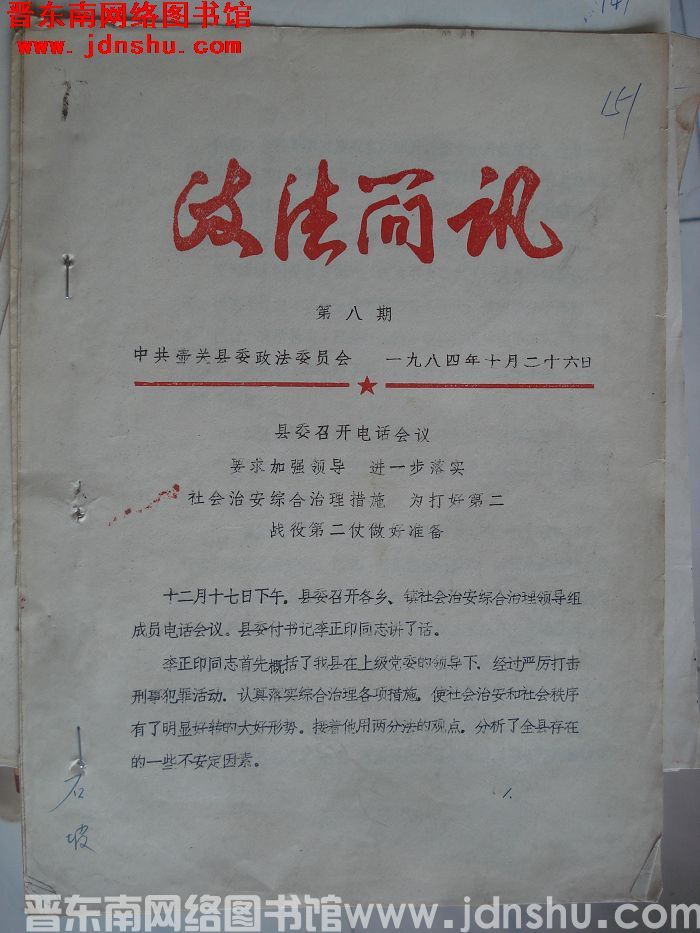 晋东南网络图书馆
www.jdnshu.com
151
政法简讯
第八期
中共壶关县委政法委员会 一九八四年十月二十六日
县委召开电话会议
要求加强领导 进一步落实
社会治安综合治理措施 为打好第二
战役第二仗做好准备
十二月十七日下午，县委召开各乡、镇社会治安综合治理领导组
成员电话会议。县委付书记李正印同志讲了话。
李正印同志首先概括了我县在上级党委的领导下，经过严厉打击
刑事犯罪活动，认真落实综合治理各项措施，使社会治安和社会秩序
有了明显好转的大好形势。接着他用两分法的观点，分析了全县存在
的一些不安定因素。
石坡
晋东南网络图书馆www.jdnshu.com